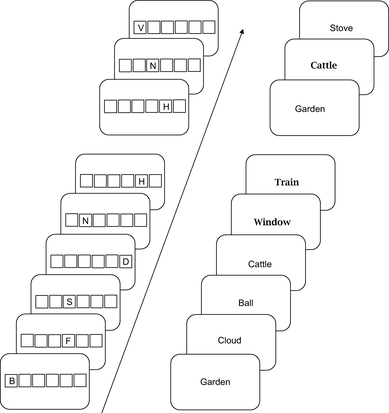 V
N
H
H
N
D
S
F
B
Stove
Cattle
Garden
Train
Window
Cattle
Ball
Cloud
Garden